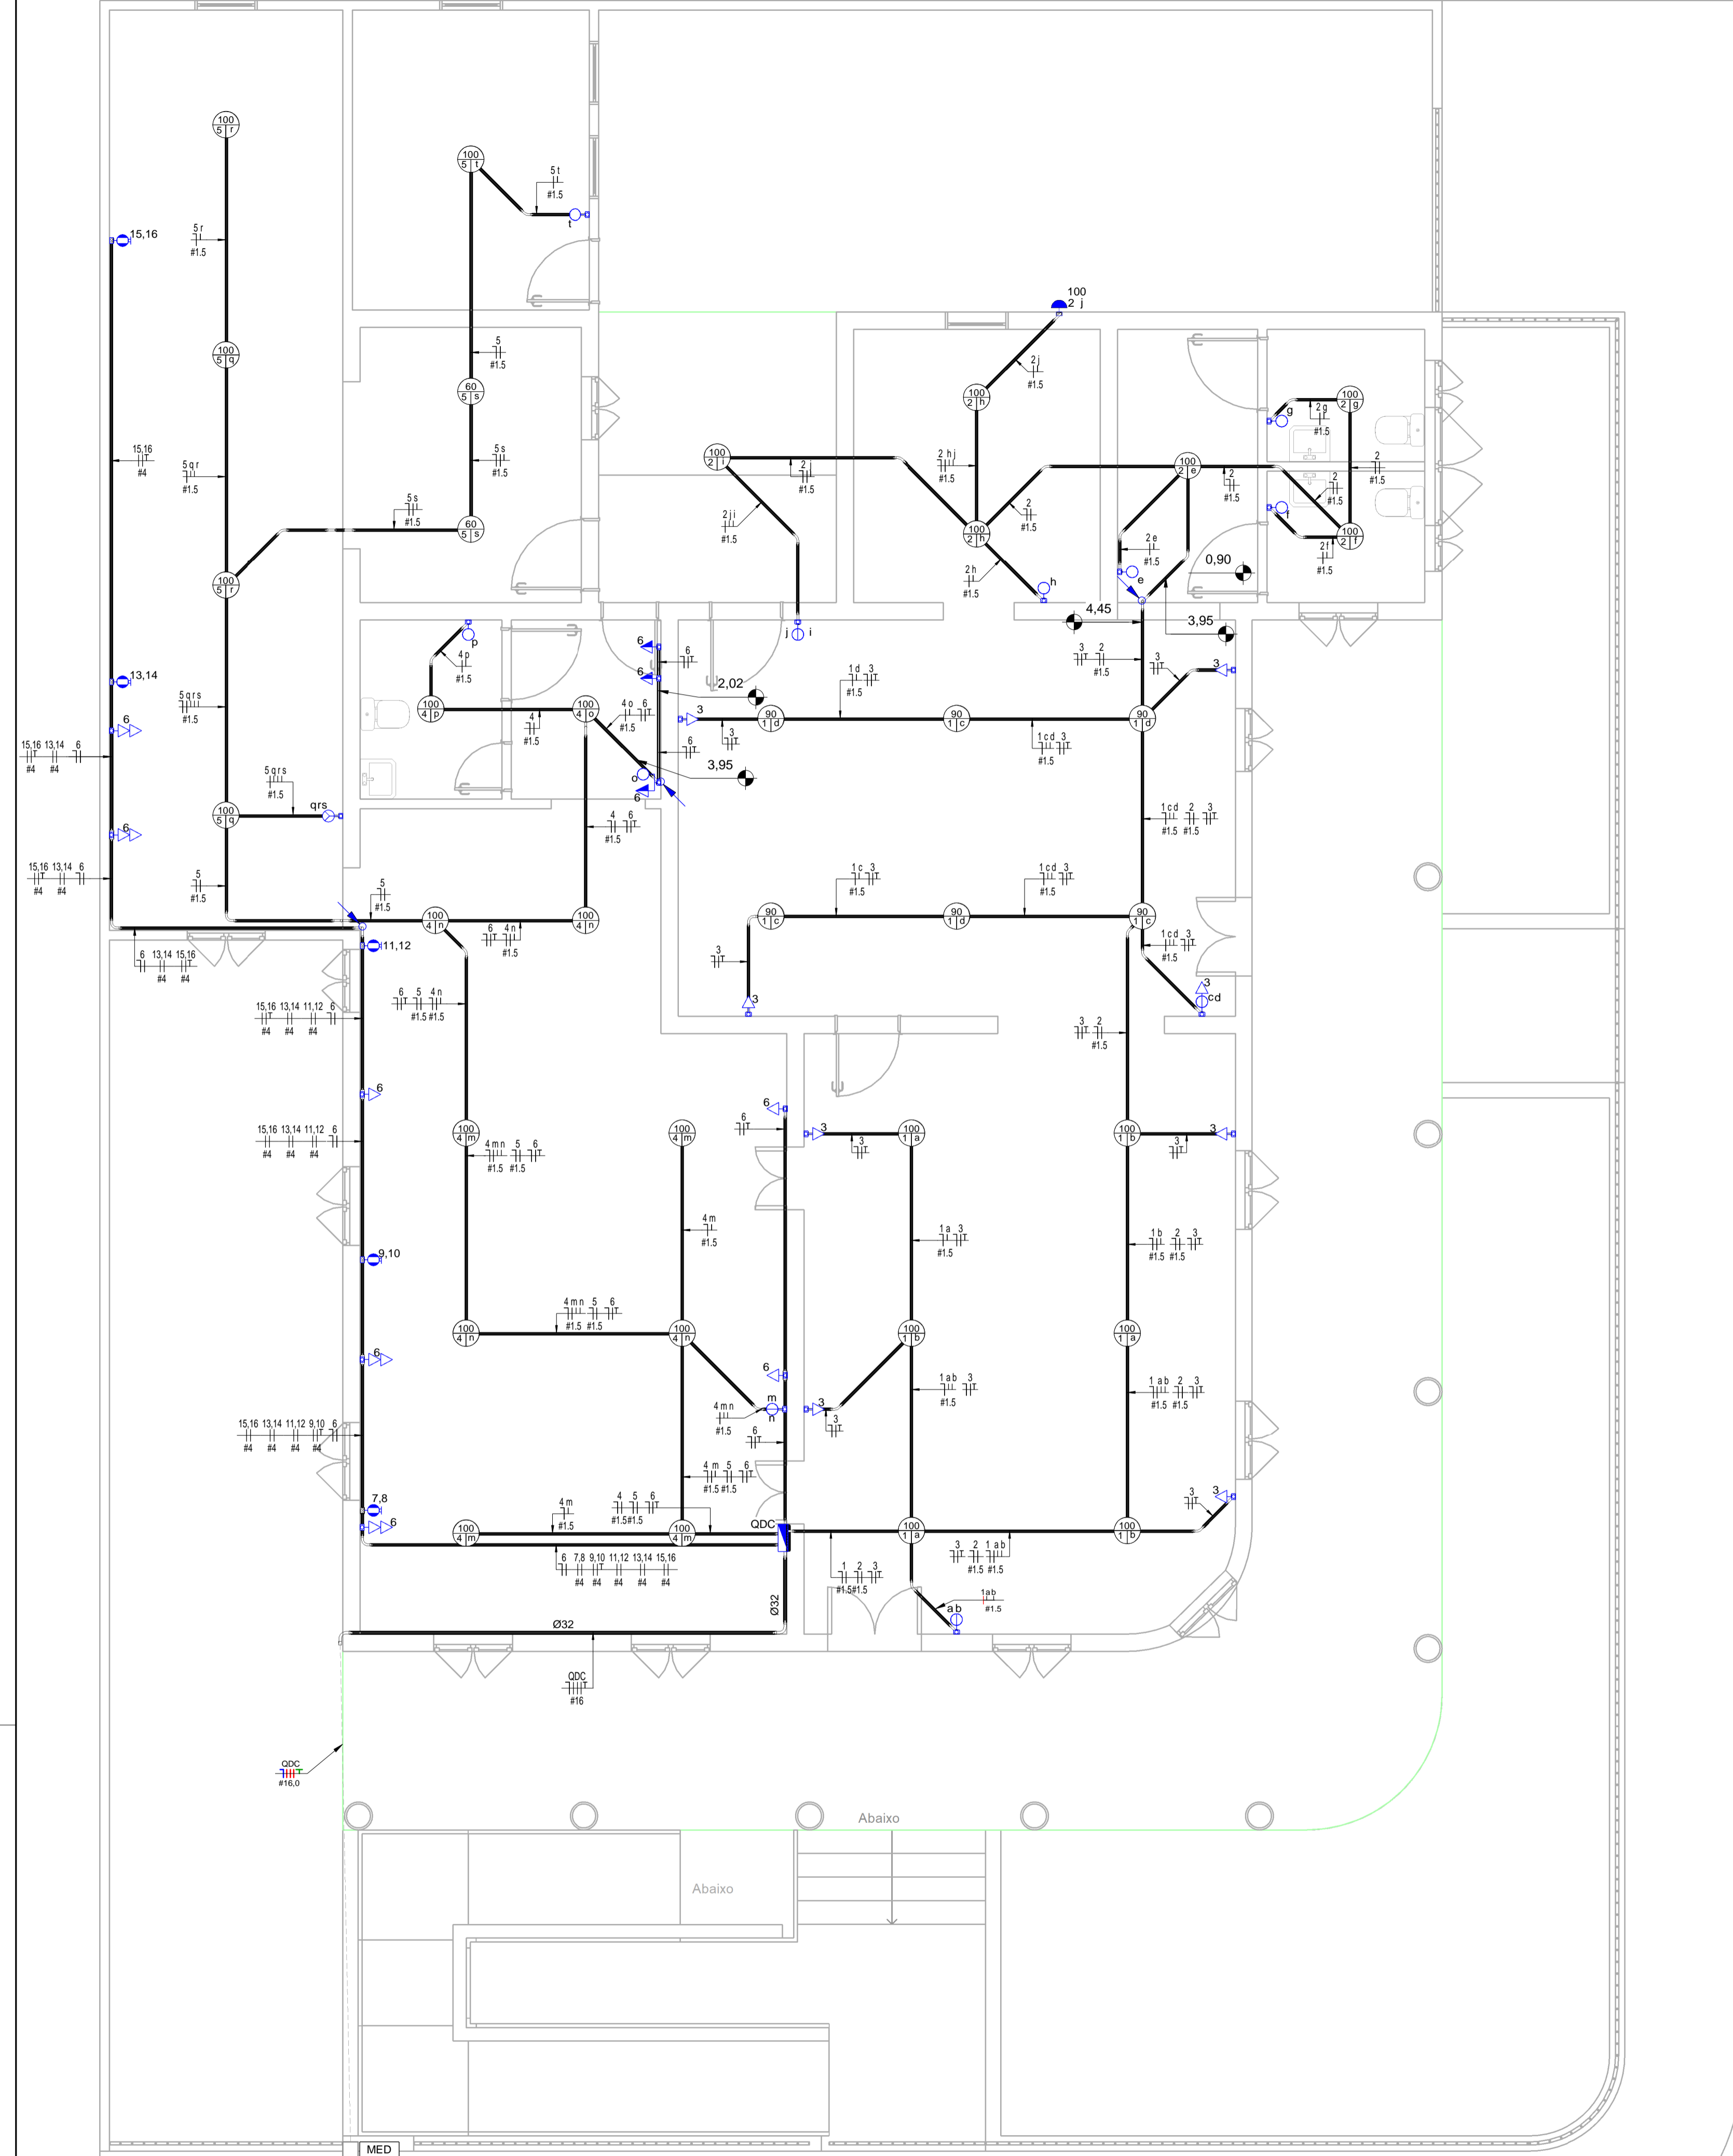 100
5 r
100
5 t
5 t
#1.5
t
15,16
5 r
#1.5
100
2 j
5
#1.5
100
5 q
2 j
#1.5
60
5 s
100
2 h
g
2 g
#1.5
100
2 g
15,16
#4
5 q r
#1.5
5 s
#1.5
100
2 i
2 j
#1.5
2 h j
#1.5
100
2 e
2
#1.5
2
#1.5
2
#1.5
5 s
#1.5
60
5 s
2 j i
#1.5
2
#1.5
100
2 h
f
2 f
#1.5
100
2 f
2 h
#1.5
2 e
#1.5
e
0,90
100
5 r
h
4,45
3,95
13,14
p
4 p
#1.5
6
6
6
j i
3 2
#1.5
3
3
5 q r s
#1.5
6
100
4 p
4
#1.5
100
4 o
4 o 6
#1.5
2,02
3
90
1 d
1 d 3
#1.5
90
1 c
1 c d 3
#1.5
90
1 d
3
15,16 13,14 6
#4 #4
6
3,95
o
6
5 q r s
#1.5
qrs
100
5 q
6
4 6
#1.5
1 c d 2 3
#1.5 #1.5
15,16 13,14 6
#4 #4
5
#1.5
5
#1.5
100
4 n
6 4 n
#1.5
100
4 n
1 c 3
#1.5
1 c d 3
#1.5
90
1 c
90
1 d
90
1 c
1 c d 3
#1.5
11,12
6 13,14 15,16
#4 #4
3
3
3
cd
6 5 4 n
#1.5 #1.5
15,16 13,14 11,12 6
#4 #4 #4
3 2
#1.5
6
6
6
3
100
1 a
3
100
1 b
3
3
15,16 13,14 11,12 6
#4 #4 #4
100
4 m
4 m n 5 6
#1.5 #1.5
100
4 m
4 m
#1.5
1 a 3
#1.5
1 b 2 3
#1.5 #1.5
9,10
4 m n 5 6
#1.5 #1.5
100
4 n
100
4 n
100
1 b
100
1 a
6
6
m
n
4 m n
#1.5
3
3
1 a b 3
#1.5
1 a b 2 3
#1.5 #1.5
15,16 13,14 11,12 9,10 6
#4 #4 #4 #4
6
4 m 5 6
#1.5 #1.5
7,8
6
4 m
#1.5
4 5 6
#1.5 #1.5
QDC
3
3
100
4 m
100
4 m
100
1 a
100
1 b
6 7,8 9,10 11,12 13,14 15,16
#4 #4 #4 #4 #4
1 2 3
#1.5 #1.5
3 2 1 a b
#1.5 #1.5
1 a b
#1.5
a b
Ø32
Ø32
QDC
#16
QDC
#16,0
Abaixo
Abaixo
MED